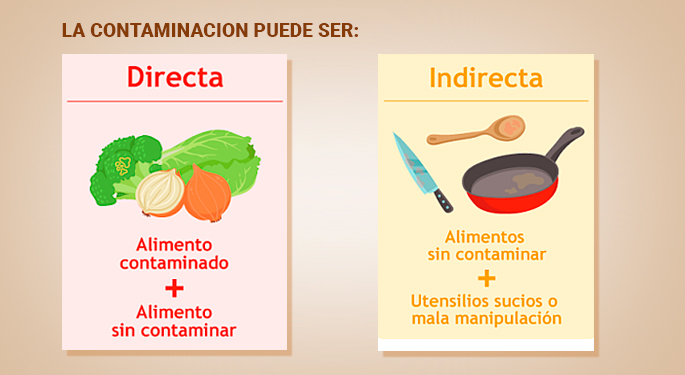 LA CONTAMINACION PUEDE SER:
Directa
Alimento
contaminado
+
Alimento
sin contaminar
Indirecta
Alimentos
sin contaminar
+
Utensilios sucios o
mala manipulación